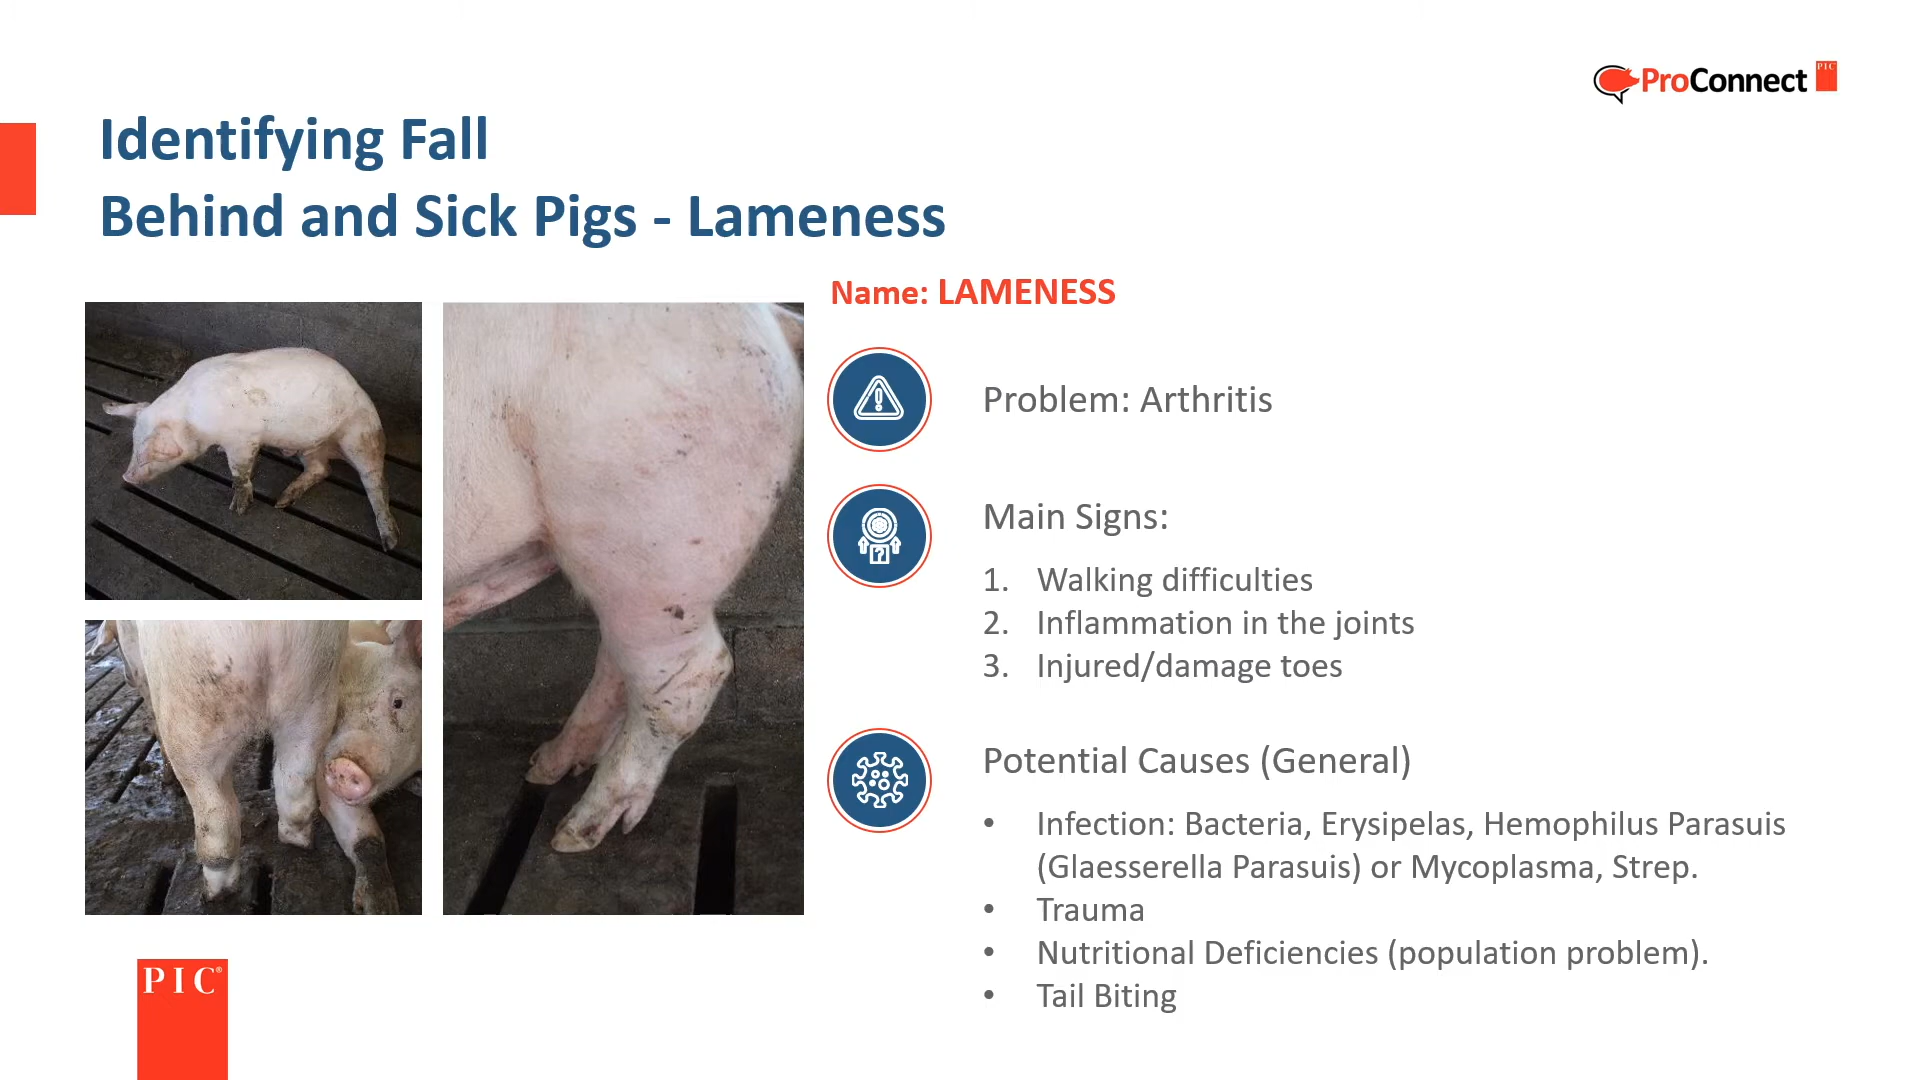 ProConnect PIC
Identifying Fall
Behind and Sick Pigs - Lameness
Name: LAMENESS
Problem: Arthritis
Main Signs:
1. Walking difficulties
2. Inflammation in the joints
3. Injured/damage toes
Potential Causes (General)
• Infection: Bacteria, Erysipelas, Hemophilus Parasuis
(Glaesserella Parasuis) or Mycoplasma, Strep.
• Trauma
• Nutritional Deficiencies (population problem).
• Tail Biting
PIC®